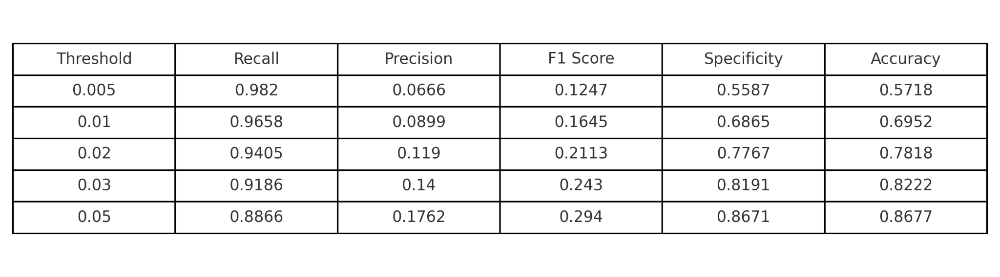 Threshold Recall Precision F1 Score Specificity Accuracy
0.005 0.982 0.0666 0.1247 0.5587 0.5718
0.01 0.9658 0.0899 0.1645 0.6865 0.6952
0.02 0.9405 0.119 0.2113 0.7767 0.7818
0.03 0.9186 0.14 0.243 0.8191 0.8222
0.05 0.8866 0.1762 0.294 0.8671 0.8677